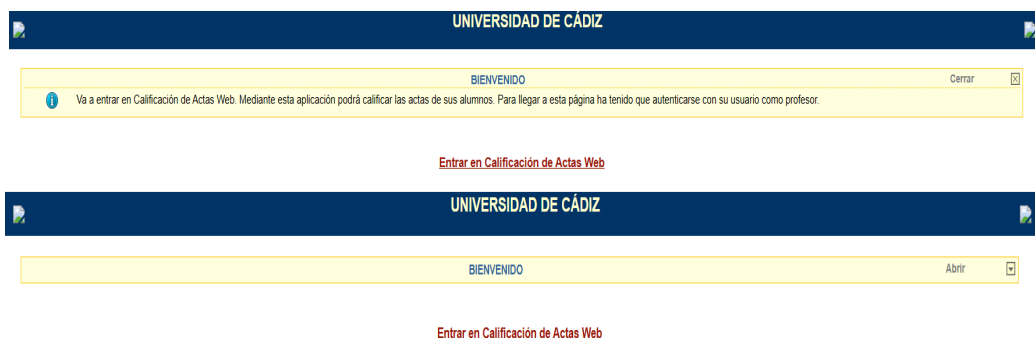 UNIVERSIDAD DE CÁDIZ
BIENVENIDO Cerrar
Va a entrar en Calificación de Actas Web. Mediante esta aplicación podrá calificar las actas de sus alumnos. Para llegar a esta página ha tenido que autenticarse con su usuario como profesor.
Entrar en Calificación de Actas Web
UNIVERSIDAD DE CÁDIZ
BIENVENIDO Abrir
Entrar en Calificación de Actas Web